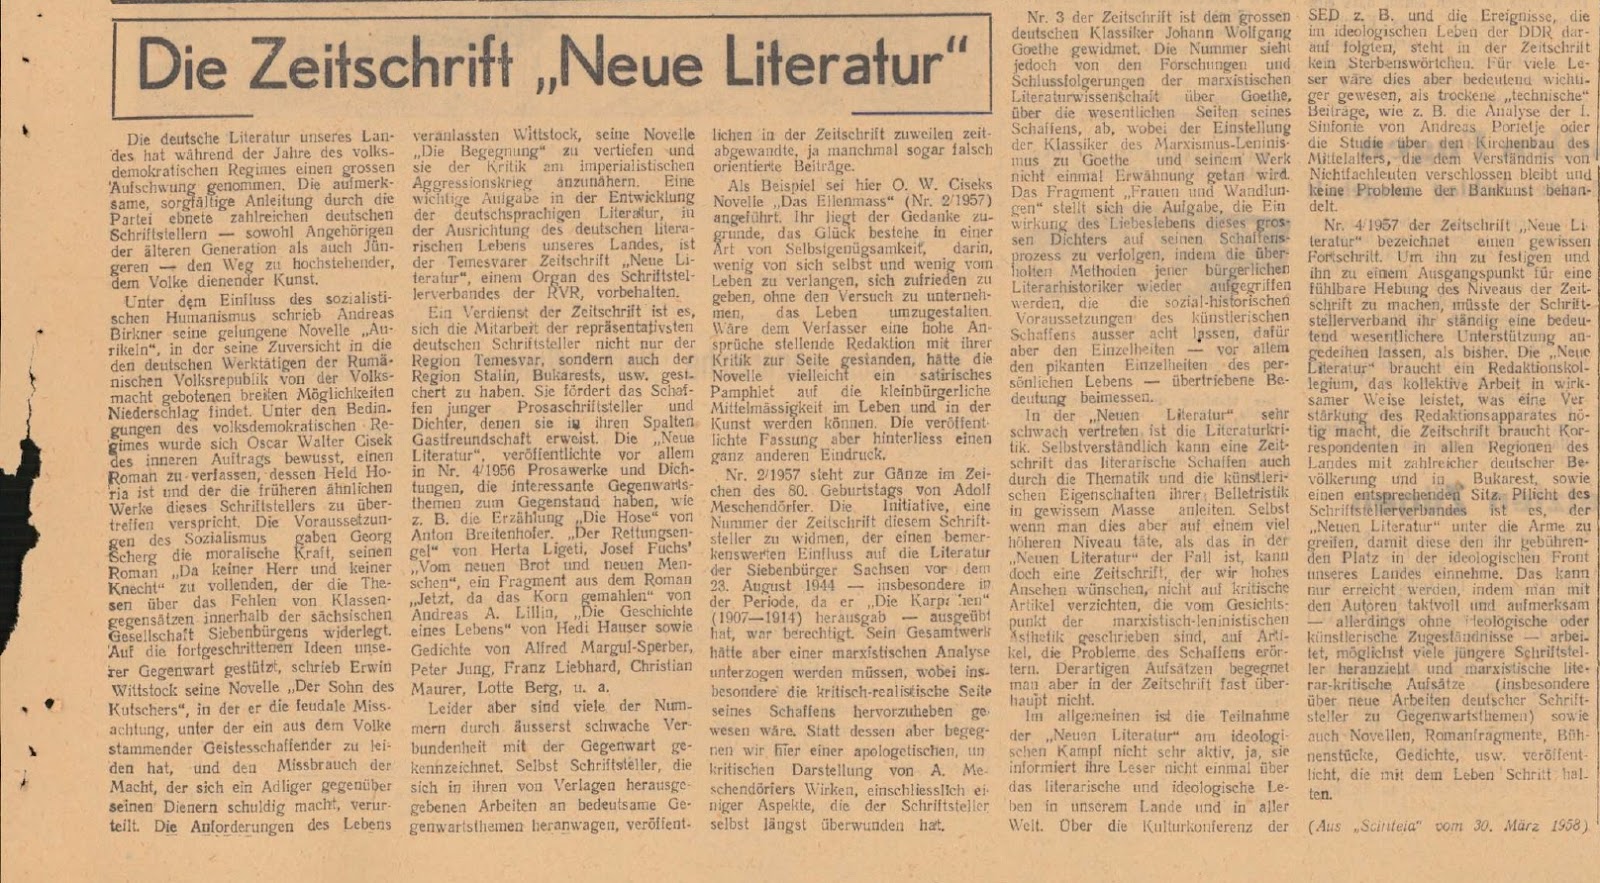 Die Zeitschrift „Neue Literatur“
Die deutsche Literatur unseres Lan-
des hat während der Jahre des volks-
demokratischen Regimes einen grossen
Aufschwung genommen. Die aufmerk-
same, sorgfältige Anleitung durch die
Partei ebnete zahlreichen deutschen
Schriftstellern — sowohl Angehörigen
der älteren Generation als auch Jün-
geren — den Weg zu hochstehender,
dem Volke dienender Kunst.
Unter dem Einfluss des sozialisti-
schen Humanismus schrieb Andreas
Birkner seine gelungene Novelle „Au-
rikeln“, in der seine Zuversicht in die
den deutschen Werktätigen der Rumä-
nischen Volksrepublik von der Volks-
macht gebotenen breiten Möglichkeiten
Niederschlag findet. Unter den Bedin-
gungen des volksdemokratischen Re-
gimes wurde sich Oscar Walter Cisek
des inneren Auftrags bewusst, einen
Roman zu verfassen, dessen Held Ho-
ria ist und der die früheren ähnlichen
Werke dieses Schriftstellers zu über-
treffen verspricht. Die Voraussetzun-
gen des Sozialismus gaben Georg
Scherg die moralische Kraft, seinen
Roman „Da keiner Herr und keiner
Knecht“ zu vollenden, der die The-
sen über das Fehlen von Klassen-
gegensätzen innerhalb der sächsischen
Gesellschaft Siebenbürgens widerlegt.
Auf die fortgeschrittenen Ideen unse-
rer Gegenwart gestützt, schrieb Erwin
Wittstock seine Novelle „Der Sohn des
Kutschers“, in der er die feudale Miss-
achtung, unter der ein aus dem Volke
stammender Geistesschaffender zu lei-
den hat, und den Missbrauch der
Macht, der sich ein Adliger gegenüber
seinen Dienern schuldig macht, verur-
teilt. Die Anforderungen des Lebens
veranlassten Wittstock, seine Novelle
„Die Begegnung“ zu vertiefen und
sie der Kritik am imperialistischen
Aggressionskrieg anzunähern. Eine
wichtige Aufgabe in der Entwicklung
der deutschsprachigen Literatur, in
der Ausrichtung des deutschen litera-
rischen Lebens unseres Landes, ist
der Temesvarer Zeitschrift „Neue Li-
teratur“, einem Organ des Schriftstel-
lerverbandes der RVR, vorbehalten.
Ein Verdienst der Zeitschrift ist es,
sich die Mitarbeit der repräsentativsten
deutschen Schriftsteller nicht nur der
Region Temesvar, sondern auch der
Region Stalin, Bukarests, usw. gesi-
chert zu haben. Sie fördert das Schaf-
fen junger Prosaschriftsteller und
Dichter, denen sie in ihren Spalten
Gastfreundschaft erweist. Die „Neue
Literatur“, veröffentlichte vor allem
in Nr. 4/1956 Prosawerke und Dich-
tungen, die interessante Gegenwarts-
themen zum Gegenstand haben, wie
z. B. die Erzählung „Die Hose“ von
Anton Breitenhofer. „Der Rettungsen-
gel“ von Herta Ligeti, Josef Fuchs’
„Vom neuen Brot und neuen Men-
schen“, ein Fragment aus dem Roman
„Jetzt, da das Korn gemahlen“ von
Andreas A. Lillin, „Die Geschichte
eines Lebens“ von Hedi Hauser sowie
Gedichte von Alfred Margul-Sperber,
Peter Jung, Franz Liebhard, Christian
Maurer, Lotte Berg, u. a.
Leider aber sind viele der Num-
mern durch äusserst schwache Ver-
bundenheit mit der Gegenwart ge-
kennzeichnet. Selbst Schriftsteller, die
sich in ihren von Verlagen herausge-
gebenen Arbeiten an bedeutsame Ge-
genwartsthemen heranwagen, veröffent-
lichen in der Zeitschrift zuweilen zeit-
abgewandte, ja manchmal sogar falsch
orientierte Beiträge.
Als Beispiel sei hier O. W. Ciseks
Novelle „Das Ellenmass“ (Nr. 2/1957)
angeführt. Ihr liegt der Gedanke zu-
grunde, das Glück bestehe in einer
Art von Selbstgenügsamkeit, darin,
wenig von sich selbst und wenig vom
Leben zu verlangen, sich zufrieden zu
geben, ohne den Versuch zu unterneh-
men, das Leben umzugestalten.
Wäre dem Verfasser eine hohe An-
sprüche stellende Redaktion mit ihrer
Kritik zur Seite gestanden, hätte die
Novelle vielleicht ein satirisches
Pamphlet auf die kleinbürgerliche
Mittelmässigkeit im Leben und in der
Kunst werden können. Die veröffent-
lichte Fassung aber hinterliess einen
ganz anderen Eindruck.
Nr. 2/1957 steht zur Gänze im Zei-
chen des 80. Geburtstags von Adolf
Meschendörfer. Die Initiative, eine
Nummer der Zeitschrift diesem Schrift-
steller zu widmen, der einen bemer-
kenswerten Einfluss auf die Literatur
der Siebenbürger Sachsen vor dem
23. August 1944 — insbesondere in
der Periode, da er „Die Karpathen“
(1907—1914) herausgab — ausgeübt
hat, war berechtigt. Sein Gesamtwerk
hätte aber einer marxistischen Analyse
unterzogen werden müssen, wobei ins-
besondere die kritisch-realistische Seite
seines Schaffens hervorzuheben ge-
wesen wäre. Statt dessen aber begeg-
nen wir hier einer apologetischen, un-
kritischen Darstellung von A. Me-
schendörfers Wirken, einschliesslich ei-
niger Aspekte, die der Schriftsteller
selbst längst überwunden hat.
Nr. 3 der Zeitschrift ist dem grossen
deutschen Klassiker Johann Wolfgang
Goethe gewidmet. Die Nummer sieht
jedoch von den Forschungen und
Schlussfolgerungen der marxistischen
Literaturwissenschaft über Goethe,
über die wesentlichen Seiten seines
Schaffens, ab, wobei der Einstellung
der Klassiker des Marxismus-Leninis-
mus zu Goethe und seinem Werk
nicht einmal Erwähnung getan wird.
Das Fragment „Frauen und Wandlun-
gen“ stellt sich die Aufgabe, die Ein
wirkung des Liebeslebens dieses gros-
sen Dichters auf seinen Schaffens-
prozess zu verfolgen, indem die über-
holten Methoden jener bürgerlichen
Literarhistoriker wieder aufgegriffen
werden, die die sozial-historischen
Voraussetzungen des künstlerischen
Schaffens ausser acht lassen, dafür
aber den Einzelheiten — vor allem
den pikanten Einzelheiten des per-
sönlichen Lebens — übertriebene Be-
deutung beimessen.
In der „Neuen Literatur“ sehr
schwach vertreten ist die Literaturkri-
tik. Selbstverständlich kann eine Zeit-
schrift das literarische Schaffen auch
durch die Thematik und die künstleri-
schen Eigenschaften ihrer Belletristik
in gewissem Masse anleiten. Selbst
wenn man dies aber auf einem viel
höheren Niveau täte, als das in der
„Neuen Literatur“ der Fall ist, kann
doch eine Zeitschrift, der wir hohes
Ansehen wünschen, nicht auf kritische
Artikel verzichten, die vom Gesichts-
punkt der marxistisch-leninistischen
Ästhetik geschrieben sind, auf Arti-
kel, die Probleme des Schaffens erör-
tern. Derartigen Aufsätzen begegnet
man aber in der Zeitschrift fast über-
haupt nicht.
Im allgemeinen ist die Teilnahme
der „Neuen Literatur“ am ideologi-
schen Kampf nicht sehr aktiv, ja, sie
informiert ihre Leser nicht einmal über
das literarische und ideologische Le-
ben in unserem Lande und in aller
Welt. Über die Kulturkonferenz der
SED z. B. und die Ereignisse, die
im ideologischen Leben der DDR dar-
auf folgten, steht in der Zeitschrift
kein Sterbenswörtchen. Für viele Le-
ser wäre dies aber bedeutend wichti-
ger gewesen, als trockene „technische“
Beiträge, wie z. B. die Analyse der I.
Sinfonie von Andreas Porfetje oder
die Studie über den Kirchenbau des
Mittelalters, die dem Verständnis von
Nichtfachleuten verschlossen bleibt und
keine Probleme der Baukunst behan-
delt.
Nr. 4/1957 der Zeitschrift „Neue Li
teratur“ bezeichnet einen gewissen
Fortschritt. Um ihn zu festigen und
ihn zu einem Ausgangspunkt für eine
fühlbare Hebung des Niveaus der Zeit-
schrift zu machen, müsste der Schrift-
stellerverband ihr ständig eine bedeu-
tend wesentlichere Unterstützung an-
gedeihen lassen, als bisher. Die „Neue
Literatur“ braucht ein Redaktionskol-
legium, das kollektive Arbeit in wirk-
samer Weise leistet, was eine Ver
stärkung des Redaktionsapparates nö-
tig macht, die Zeitschrift braucht Kor-
respondenten in allen Regionen des
Landes mit zahlreicher deutscher Be-
völkerung und in Bukarest, sowie
einen entsprechenden Sitz. Pflicht des
Schriftstellerverbandes ist es, der
„Neuen Literatur“ unter die Arme zu
greifen, damit diese den ihr gebühren-
den Platz in der ideologischen Front
unseres Landes einnehme. Das kann
nur erreicht werden, indem man mit
den Autoren taktvoll und aufmerksam
— allerdings ohne ideologische oder
künstlerische Zugeständnisse — arbei-
tet, möglichst viele jüngere Schriftstel-
ler heranzieht und marxistische lite-
rar-kritische Aufsätze (insbesondere
über neue Arbeiten deutscher Schrift-
steller zu Gegenwartsthemen) sowie
auch Novellen, Romanfragmente, Büh-
nenstücke, Gedichte, usw. veröffent-
licht, die mit dem Leben Schritt hal-
ten.
(Aus „Scinteia“ vom 30. März 1958)